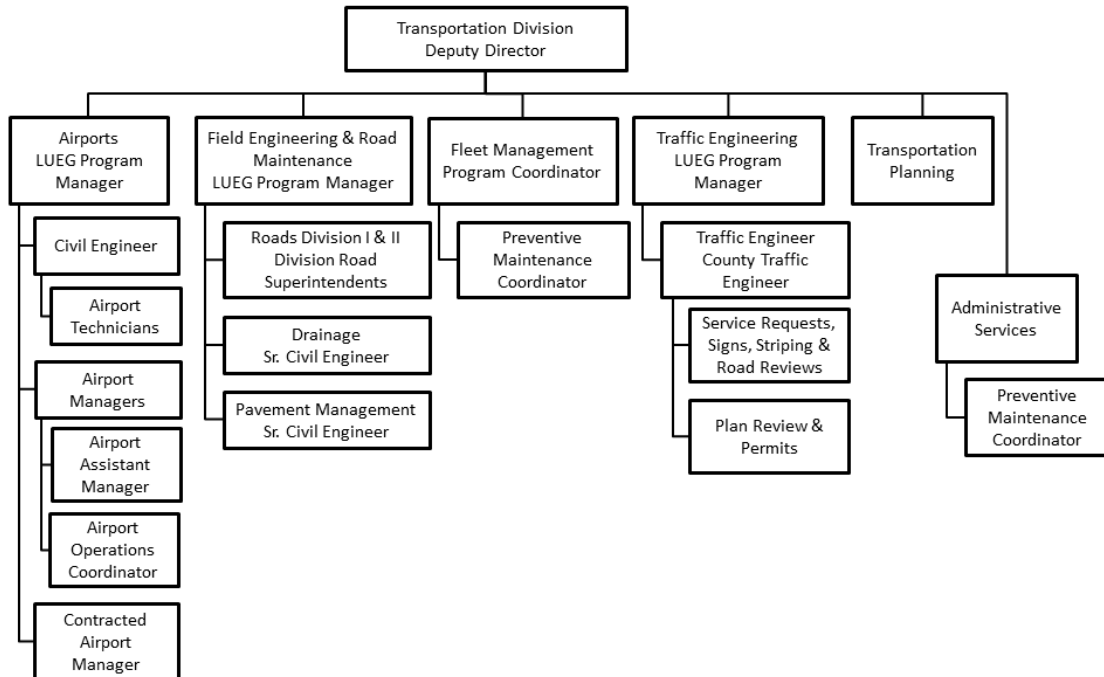 Transportation Division
Deputy Director
Airports
LUEG Program
Manager
Civil Engineer
Airport
Technicians
Airport
Managers
Airport
Assistant
Manager
Airport
Operations
Coordinator
Contracted
Airport
Manager
Field Engineering & Road
Maintenance
LUEG Program Manager
Roads Division I & II
Division Road
Superintendents
Drainage
Sr. Civil Engineer
Pavement Management
Sr. Civil Engineer
Fleet Management
Program Coordinator
Preventive
Maintenance
Coordinator
Traffic Engineering
LUEG Program
Manager
Traffic Engineer
County Traffic
Engineer
Service Requests,
Signs, Striping &
Road Reviews
Plan Review &
Permits
Transportation
Planning
Administrative
Services
Preventive
Maintenance
Coordinator